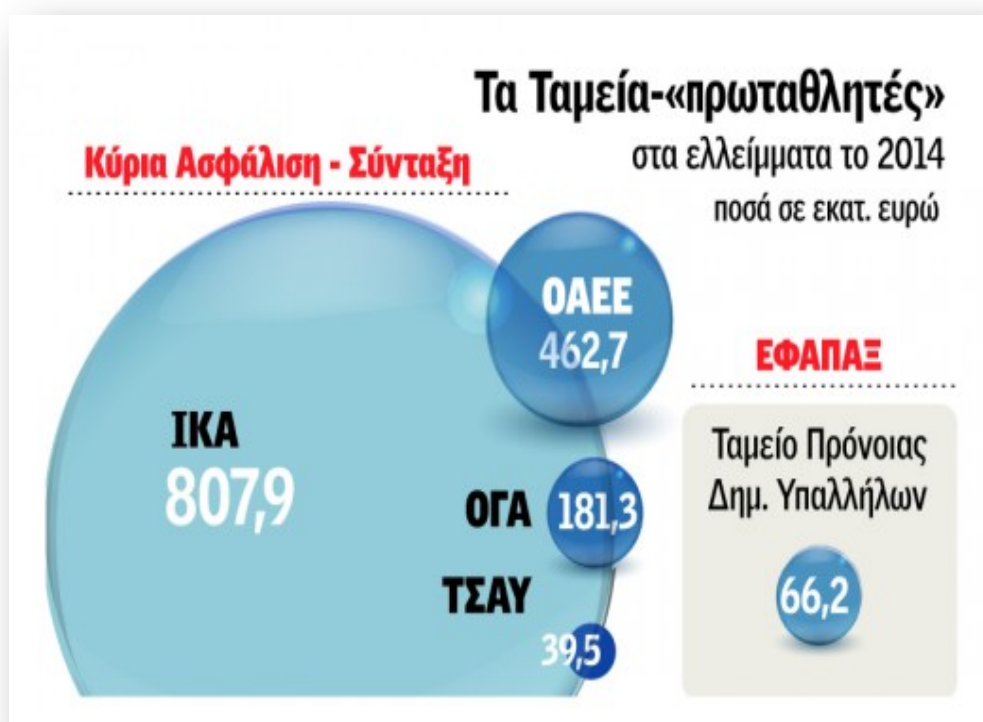 Τα Ταμεία-«πρωταθλητές»
στα ελλείμματα το 2014
ποσά σε εκατ. ευρώ
Κύρια Ασφάλιση - Σύνταξη
ΟΑΕΕ
462,7
ΙΚΑ
807,9
ΟΓΑ 181,3
ΤΣΑΥ
39,5
ΕΦΑΠΑΞ
Ταμείο Πρόνοιας
Δημ. Υπαλλήλων
66,2